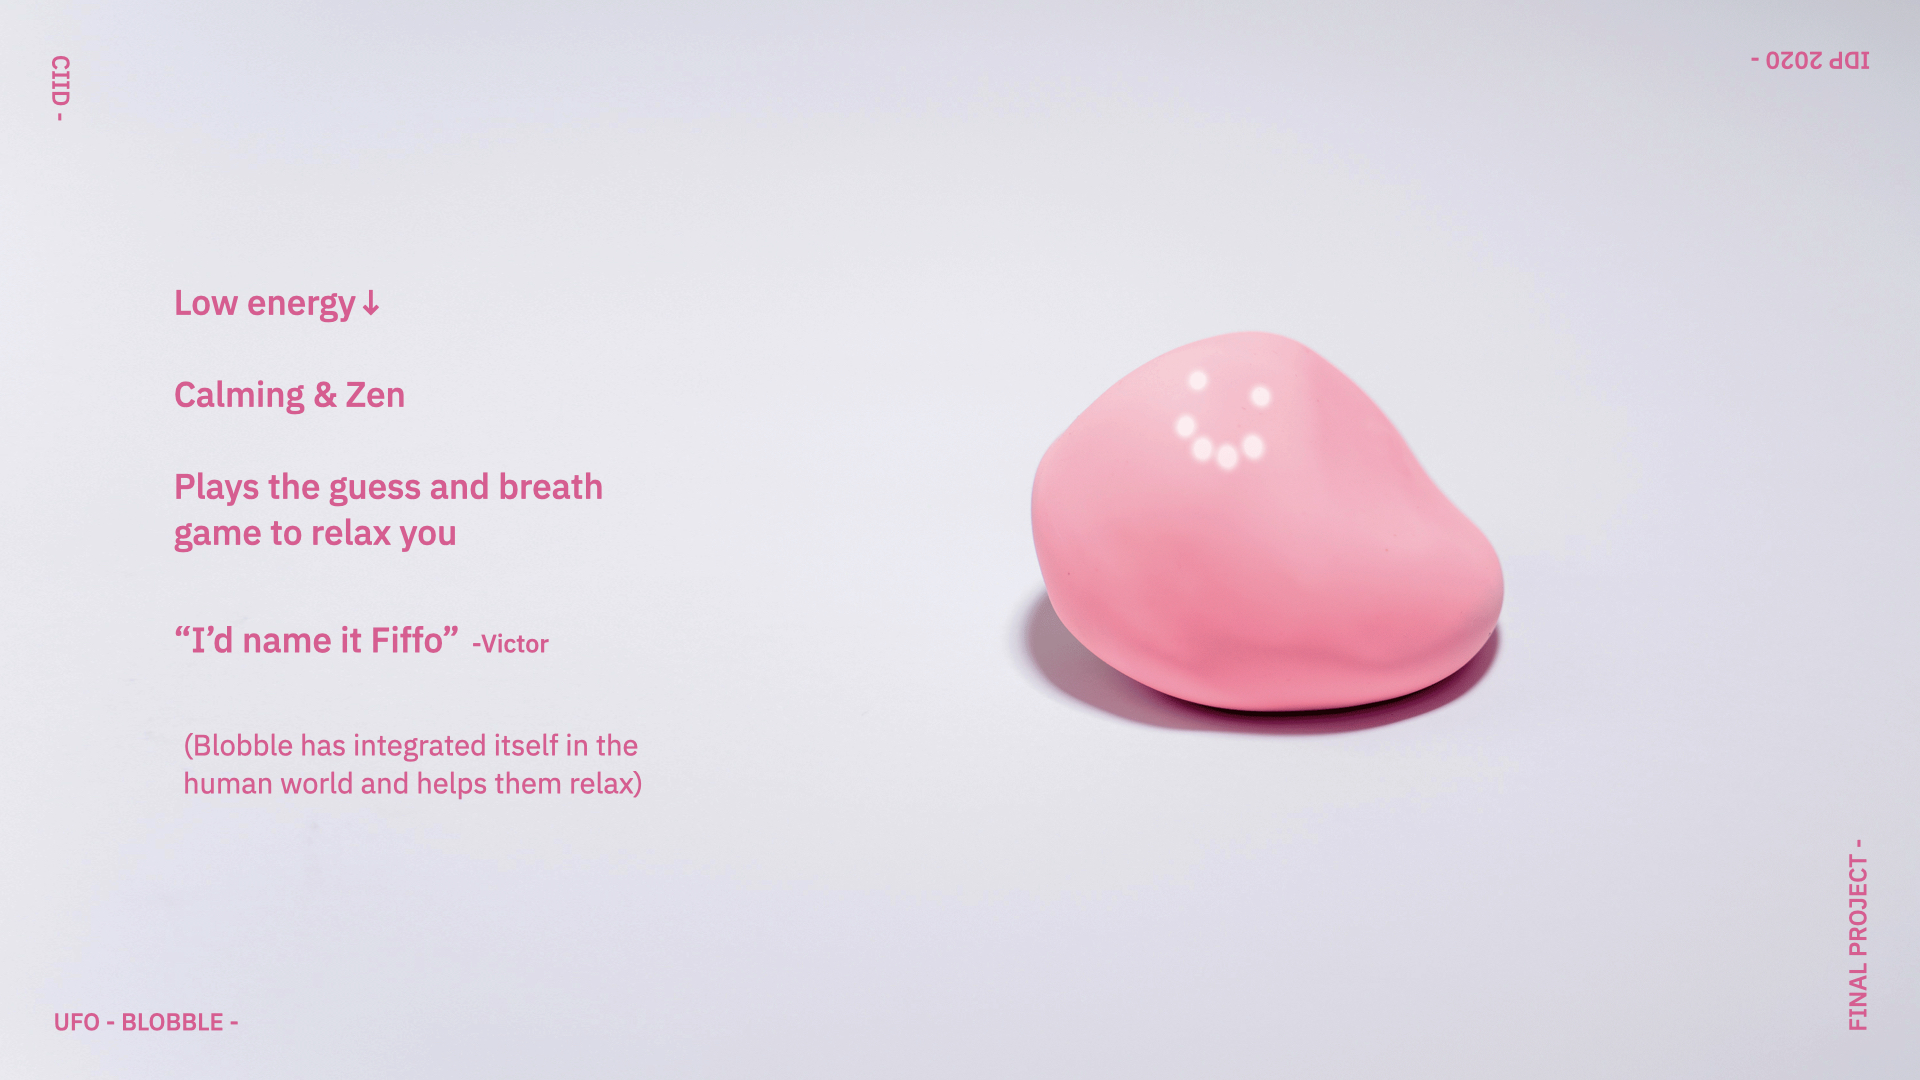 CIID -
IDP 2020 -
Low energy↓
Calming & Zen
Plays the guess and breath
game to relax you
“I’d name it Fiffo” -Victor
(Blobble has integrated itself in the
human world and helps them relax)
UFO - BLOBBLE -
FINAL PROJECT -